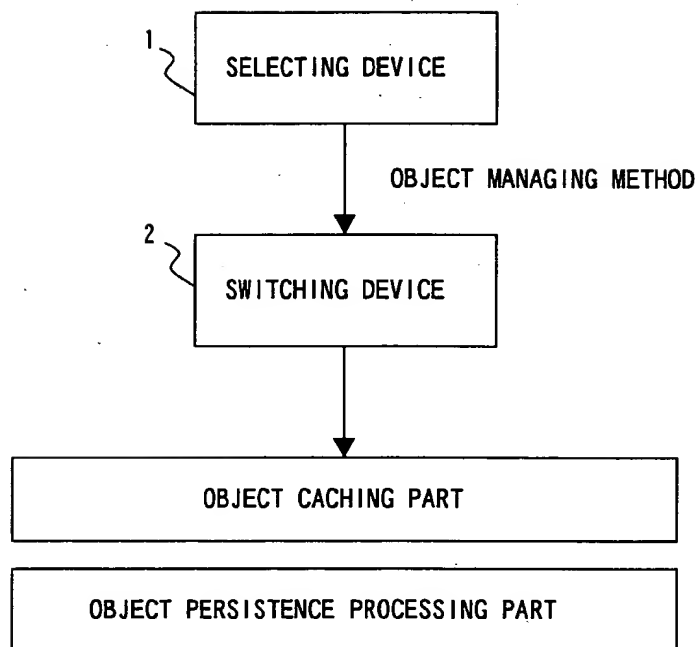 1
SELECTING DEVICE
OBJECT MANAGING METHOD
2
SWITCHING DEVICE
OBJECT CACHING PART
OBJECT PERSISTENCE PROCESSING PART